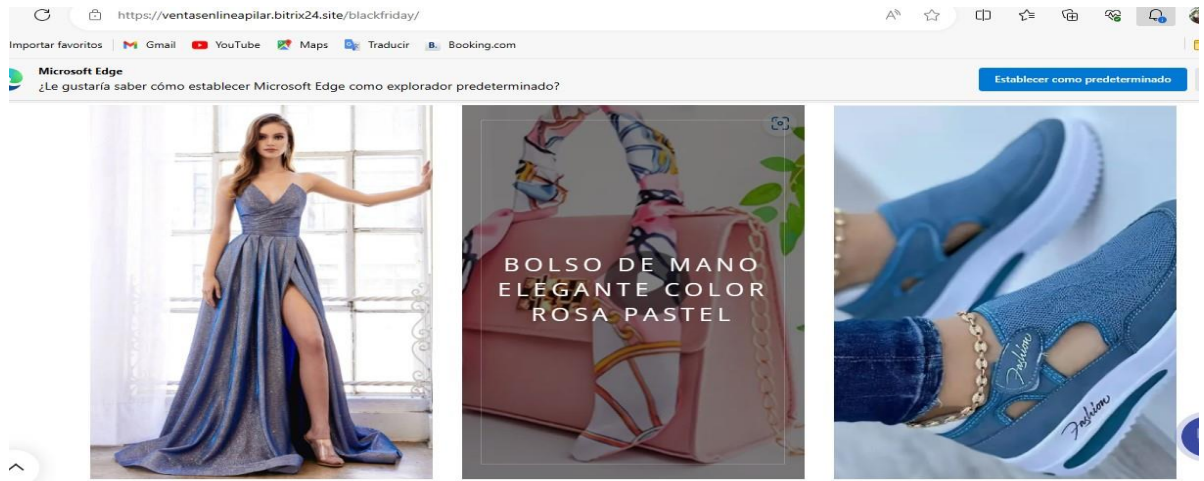 https://ventasenlineapilar.bitrix24.site/blackfriday/
Importar favoritos Gmail YouTube Maps Traducir B. Booking.com
Microsoft Edge
¿Le gustaría saber cómo establecer Microsoft Edge como explorador predeterminado?
Establecer como predeterminado
BOLSO DE MANO
ELEGANTE COLOR
ROSA PASTEL
Fashion
Fashion